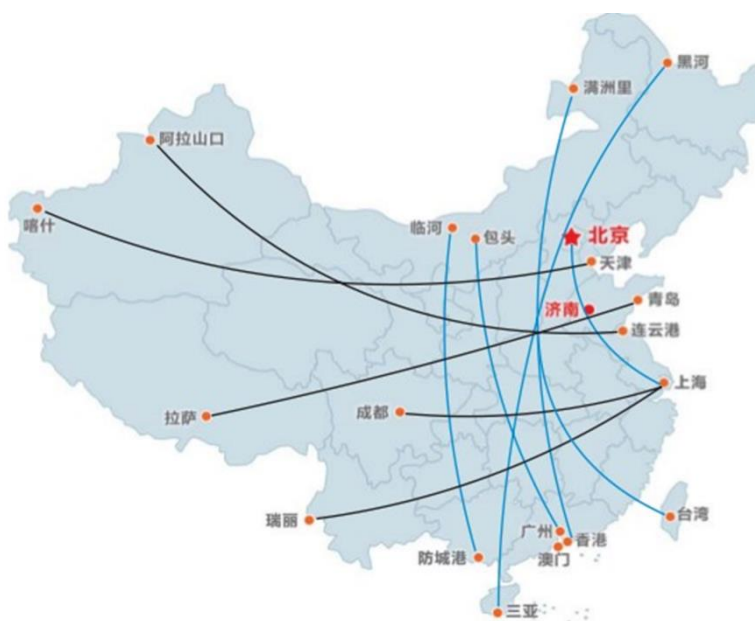 黑河
满洲里
阿拉山口
喀什
临河
包头
北京
天津
青岛
济南
连云港
上海
拉萨
成都
瑞丽
台湾
广州
香港
防城港
澳门
三亚